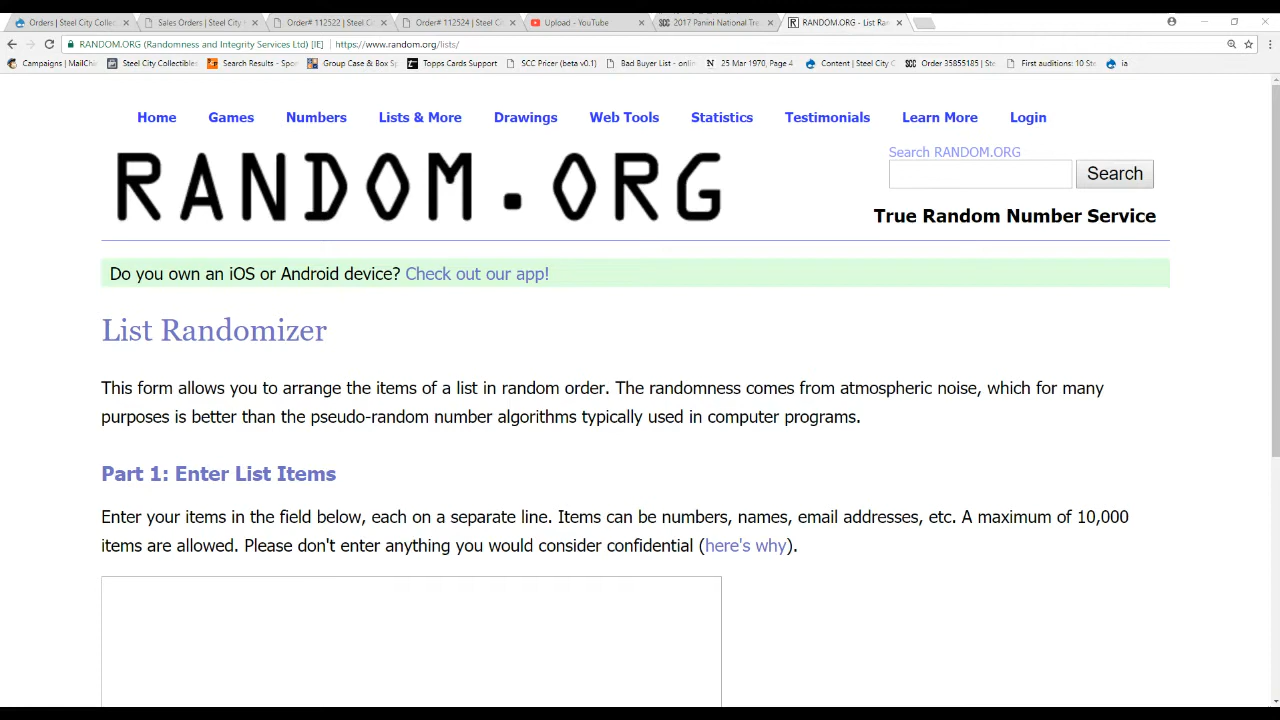 Orders | Steel City Collec
Sales Orders | Steel City
Order# 112522 | Steel C
Order# 112524 | Steel C
Upload - YouTube
2017 Panini National Tre
RANDOM.ORG - List Ra
RANDOM.ORG (Randomness and Integrity Services Ltd) [IE]
https://www.random.org/lists/
Campaigns | MailChi
Steel City Collectibles
Search Results - Spo
Group Case & Box Sp
Topps Cards Support
SCC Pricer (beta v0.1)
Bad Buyer List - onlin
25 Mar 1970, Page 4
Content | Steel City C
Order 35855185 | Ste
First auditions: 10 Ste
ia
Home Games Numbers Lists & More Drawings Web Tools Statistics Testimonials Learn More Login
RANDOM.ORG
Search RANDOM.ORG
Search
True Random Number Service
Do you own an iOS or Android device? Check out our app!
List Randomizer
This form allows you to arrange the items of a list in random order. The randomness comes from atmospheric noise, which for many
purposes is better than the pseudo-random number algorithms typically used in computer programs.
Part 1: Enter List Items
Enter your items in the field below, each on a separate line. Items can be numbers, names, email addresses, etc. A maximum of 10,000
items are allowed. Please don't enter anything you would consider confidential (here's why).